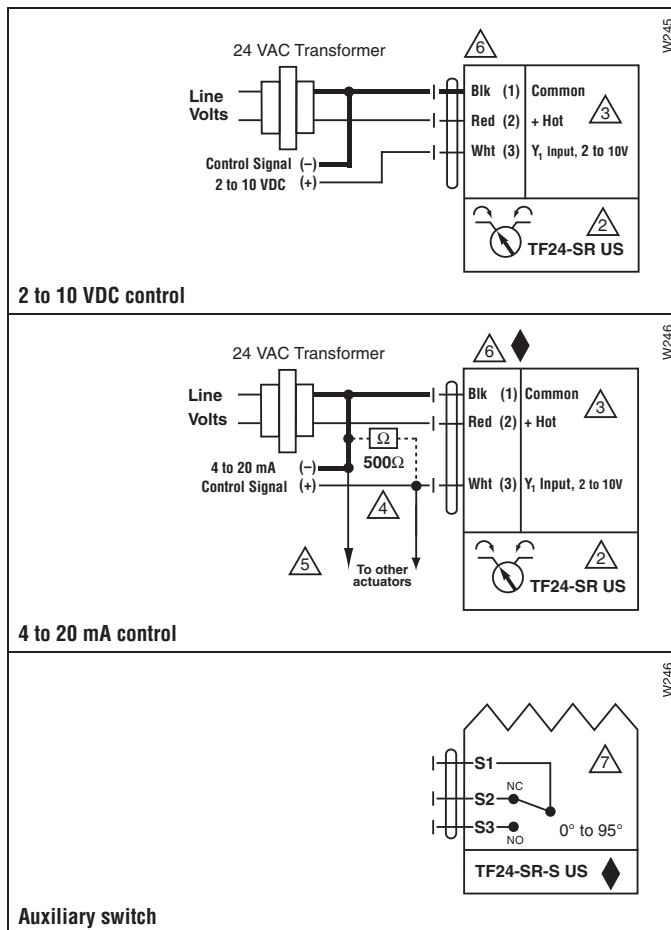 W245
24 VAC Transformer
6
Line Volts
Blk (1) Common
3
Red (2) + Hot
Wht (3) Y₁ Input, 2 to 10V
Control Signal (–)
2 to 10 VDC (+)
2
TF24-SR US
2 to 10 VDC control
W246
24 VAC Transformer
6
Line Volts
Blk (1) Common
3
Red (2) + Hot
Ω
500Ω
4 to 20 mA (–)
Control Signal (+)
Wht (3) Y₁ Input, 2 to 10V
4
5
To other
actuators
2
TF24-SR US
4 to 20 mA control
W246
7
S1
NC
S2
S3
NO
0° to 95°
TF24-SR-S US
Auxiliary switch